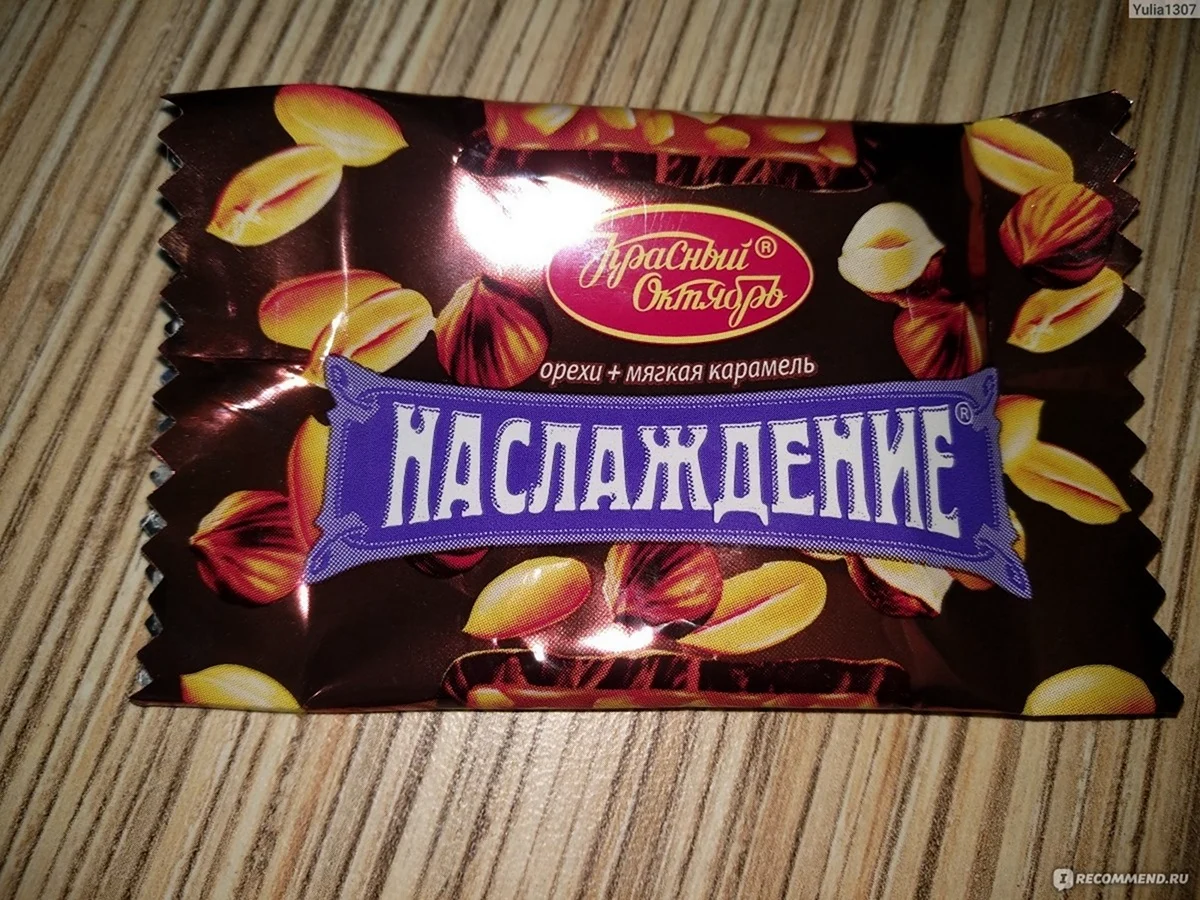 Yulia1307
Красный ®
Октябрь
орехи + мягкая карамель
НАСЛАЖДЕНИЕ®
RECOMMEND.RU